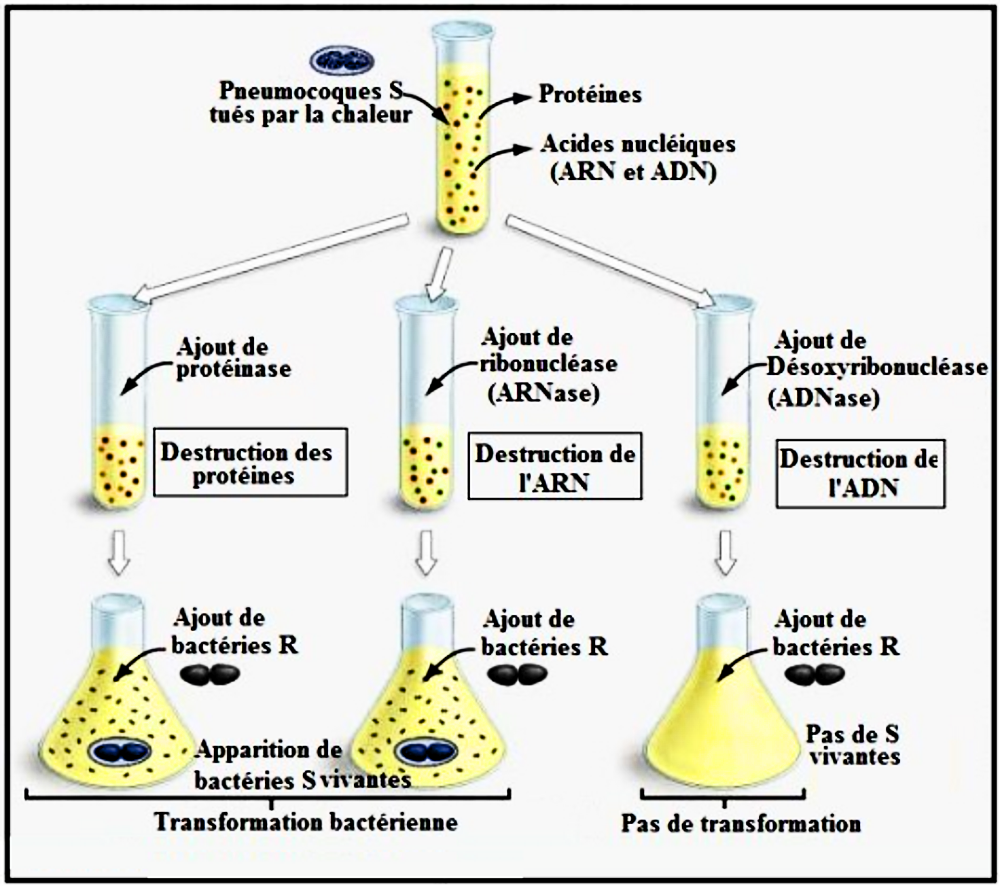 Pneumocoques S
tués par la chaleur
Protéines
Acides nucléiques
(ARN et ADN)
Ajout de
protéinase
Destruction des
protéines
Ajout de
ribonucléase
(ARNase)
Destruction de
l'ARN
Ajout de
Désoxyribonucléase
(ADNase)
Destruction de
l'ADN
Ajout de
bactéries R
Ajout de
bactéries R
Ajout de
bactéries R
Apparition de
bactéries S vivantes
Pas de S
vivantes
Transformation bactérienne
Pas de transformation